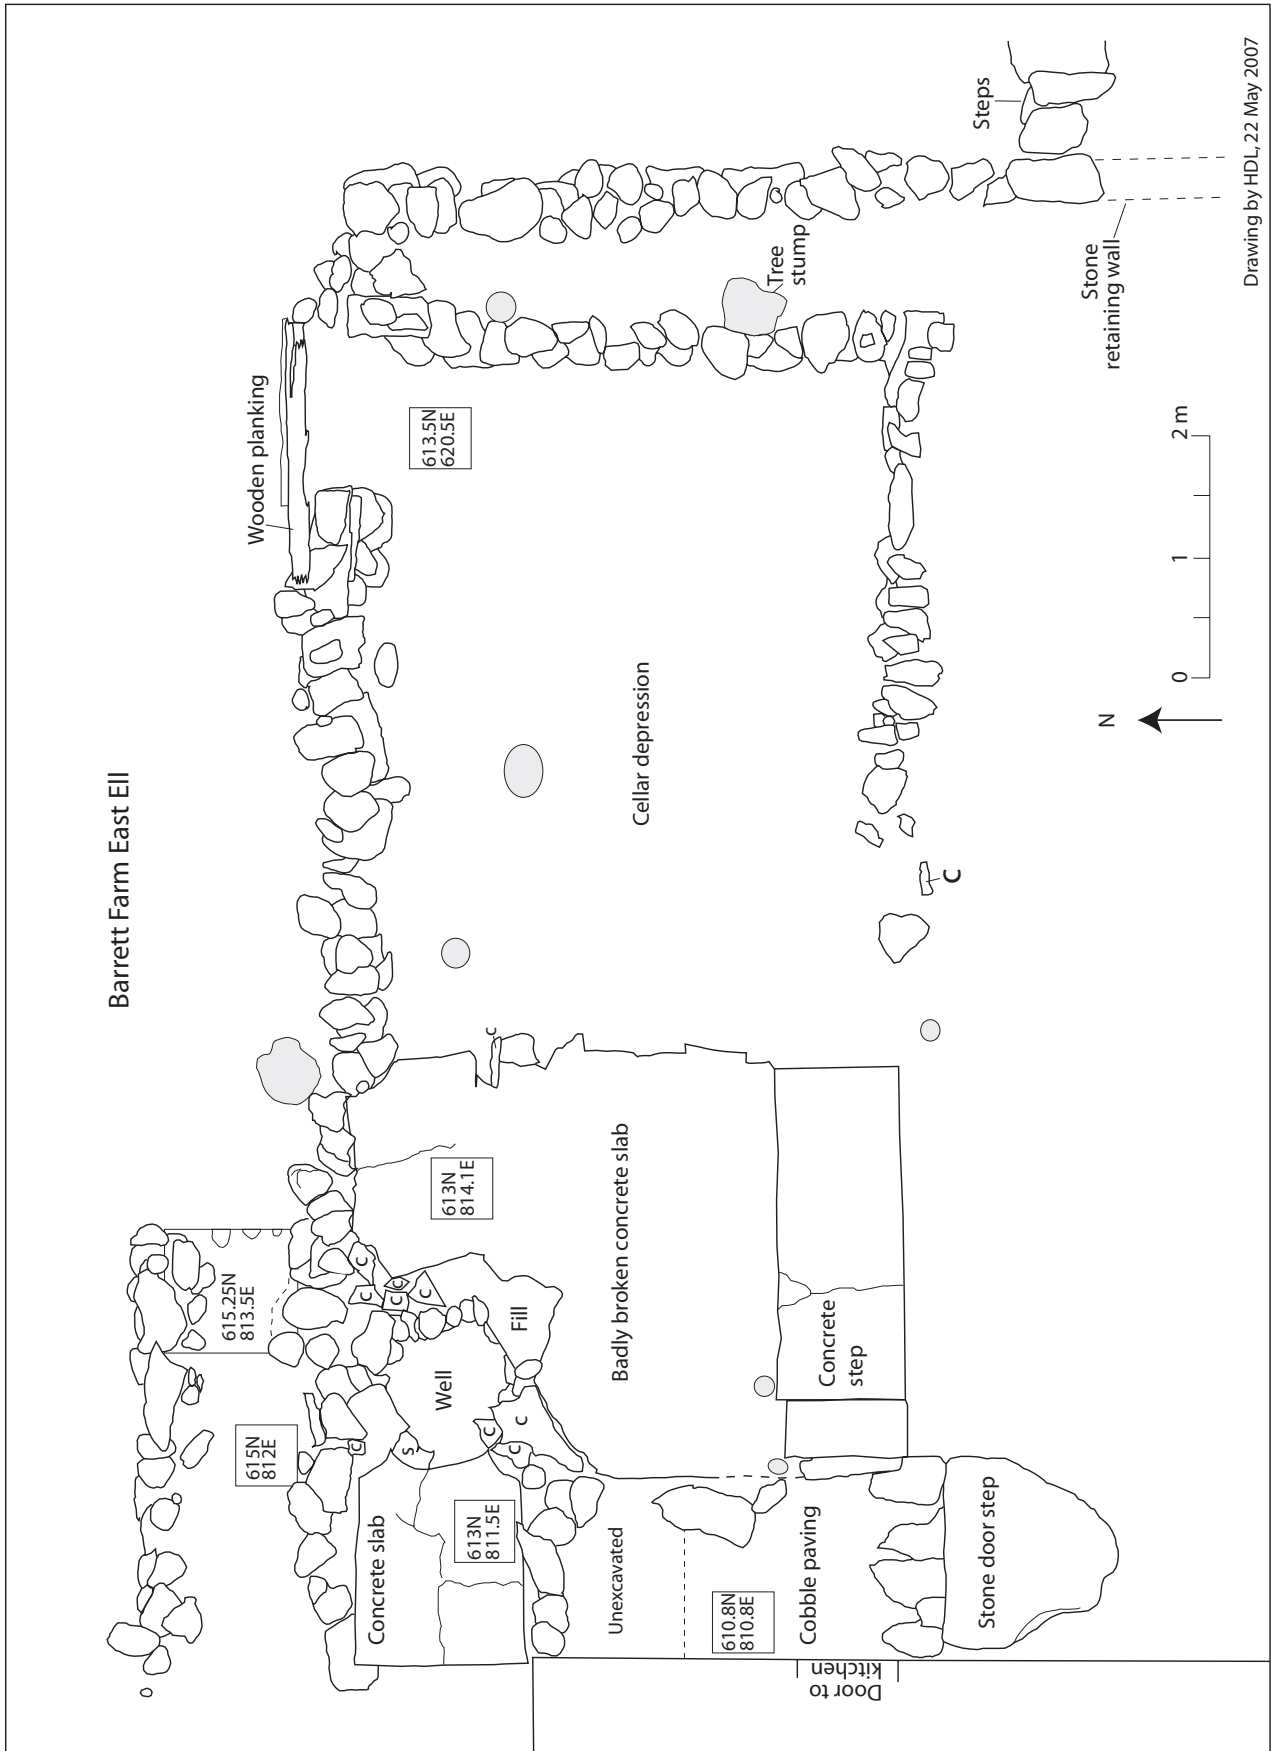 Barrett Farm East Ell
Wooden planking
613.5N
620.5E
Tree
stump
Steps
Stone
retaining wall
Cellar depression
C
c
615.25N
813.5E
613N
814.1E
615N
812E
Well
Fill
C
C
C
C
C
C
C
C
C
S
Badly broken concrete slab
Concrete
step
Concrete slab
613N
811.5E
Unexcavated
610.8N
810.8E
Cobble paving
Stone door step
Door to
kitchen
N
0 1 2 m
Drawing by HDL, 22 May 2007